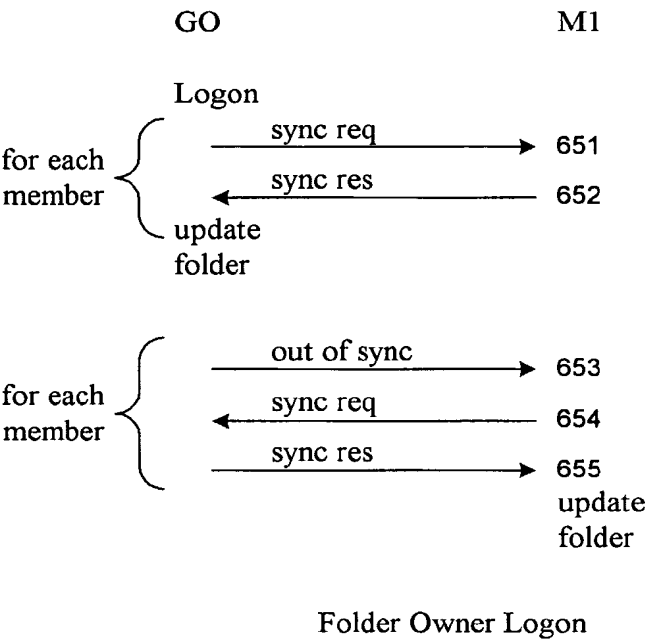 GO M1
Logon
for each
member
sync req 651
sync res 652
update
folder
for each
member
out of sync 653
sync req 654
sync res 655
update
folder
Folder Owner Logon